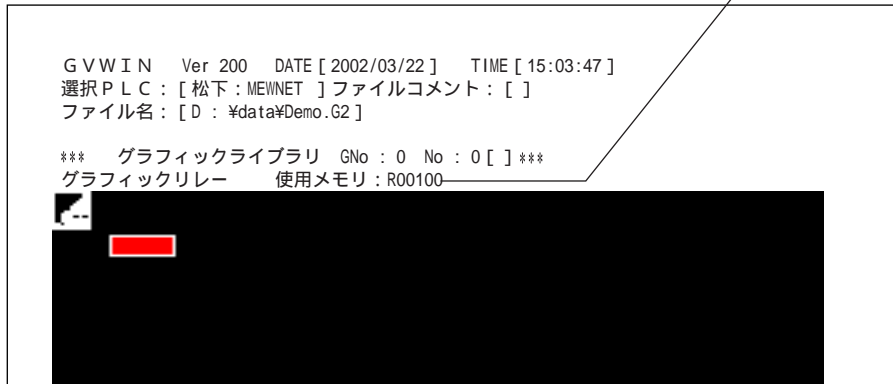 ＧＶＷＩＮ Ver 200 DATE [ 2002/03/22 ] TIME [ 15:03:47 ]
選択ＰＬＣ : [ 松下 : MEWNET ] ファイルコメント : [ ]
ファイル名 : [ D : ¥data¥Demo.G2 ]
*** グラフィックライブラリ GNo : 0 No : 0 [ ] ***
グラフィックリレー 使用メモリ : R00100